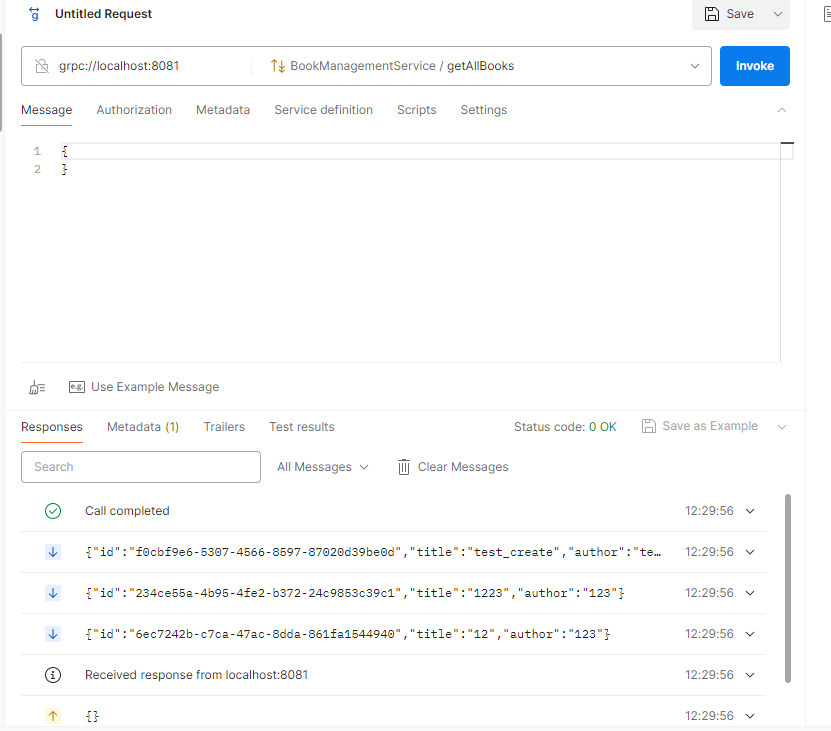 Untitled Request
Save
grpc://localhost:8081
BookManagementService / getAllBooks
Invoke
Message Authorization Metadata Service definition Scripts Settings
1 {
2 }
e.g. Use Example Message
Responses Metadata (1) Trailers Test results Status code: 0 OK Save as Example
Search All Messages Clear Messages
Call completed 12:29:56
{"id":"f0cbf9e6-5307-4566-8597-87020d39be0d","title":"test_create","author":"te… 12:29:56
{"id":"234ce55a-4b95-4fe2-b372-24c9853c39c1","title":"1223","author":"123"} 12:29:56
{"id":"6ec7242b-c7ca-47ac-8dda-861fa1544940","title":"12","author":"123"} 12:29:56
Received response from localhost:8081 12:29:56
{} 12:29:56